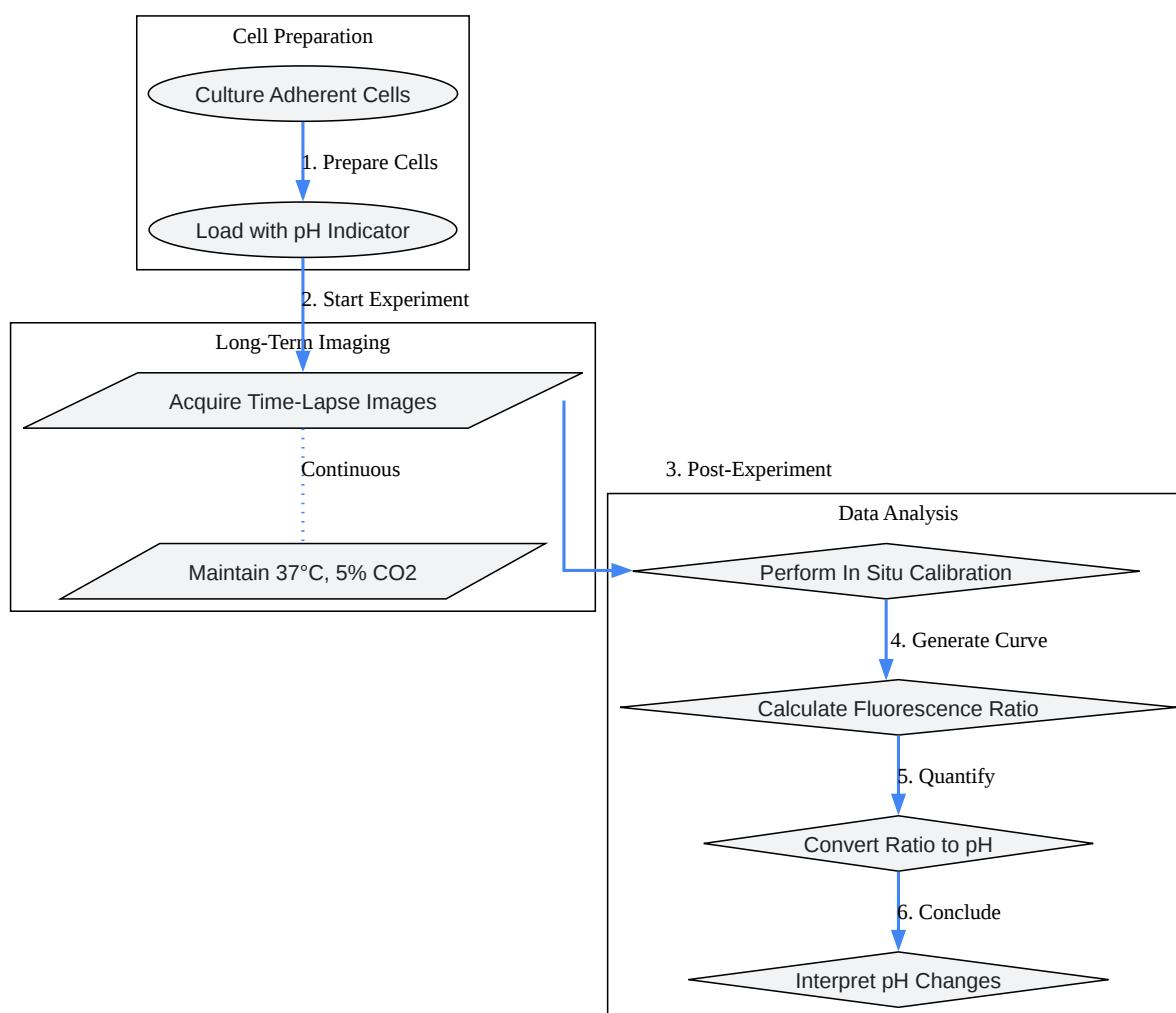 Cell Preparation
Culture Adherent Cells
1. Prepare Cells
Load with pH Indicator
2. Start Experiment
Long-Term Imaging
Acquire Time-Lapse Images
Continuous
Maintain 37°C, 5% CO2
3. Post-Experiment
Data Analysis
Perform In Situ Calibration
4. Generate Curve
Calculate Fluorescence Ratio
5. Quantify
Convert Ratio to pH
6. Conclude
Interpret pH Changes